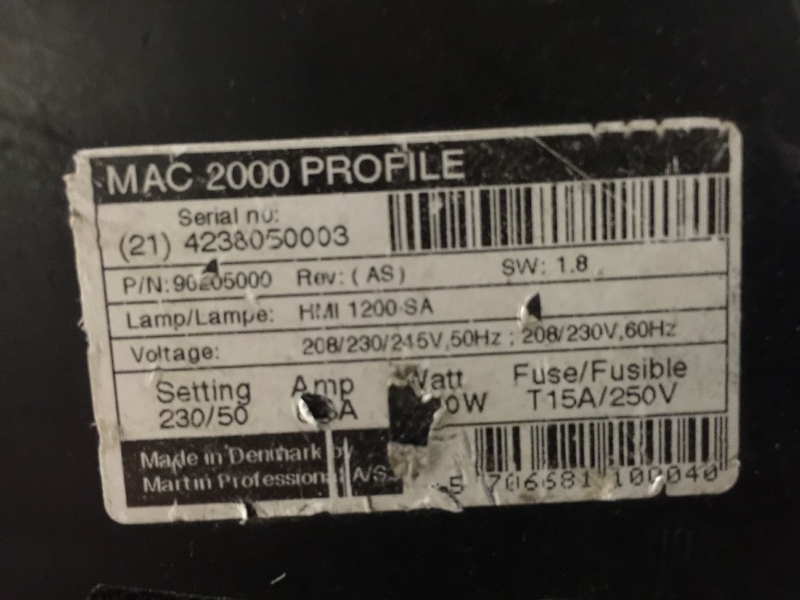 MAC 2000 PROFILE
Serial no:
(21) 4238050003
P/N:90205000 Rev: (AS) SW: 1.8
Lamp/Lampe: HMI 1200 SA
Voltage: 208/230/245V,50Hz ; 208/230V,60Hz
Setting Amp Watt Fuse/Fusible
230/50 T15A/250V
Made in Denmark by
Martin Professional A/S
5 706681 100040